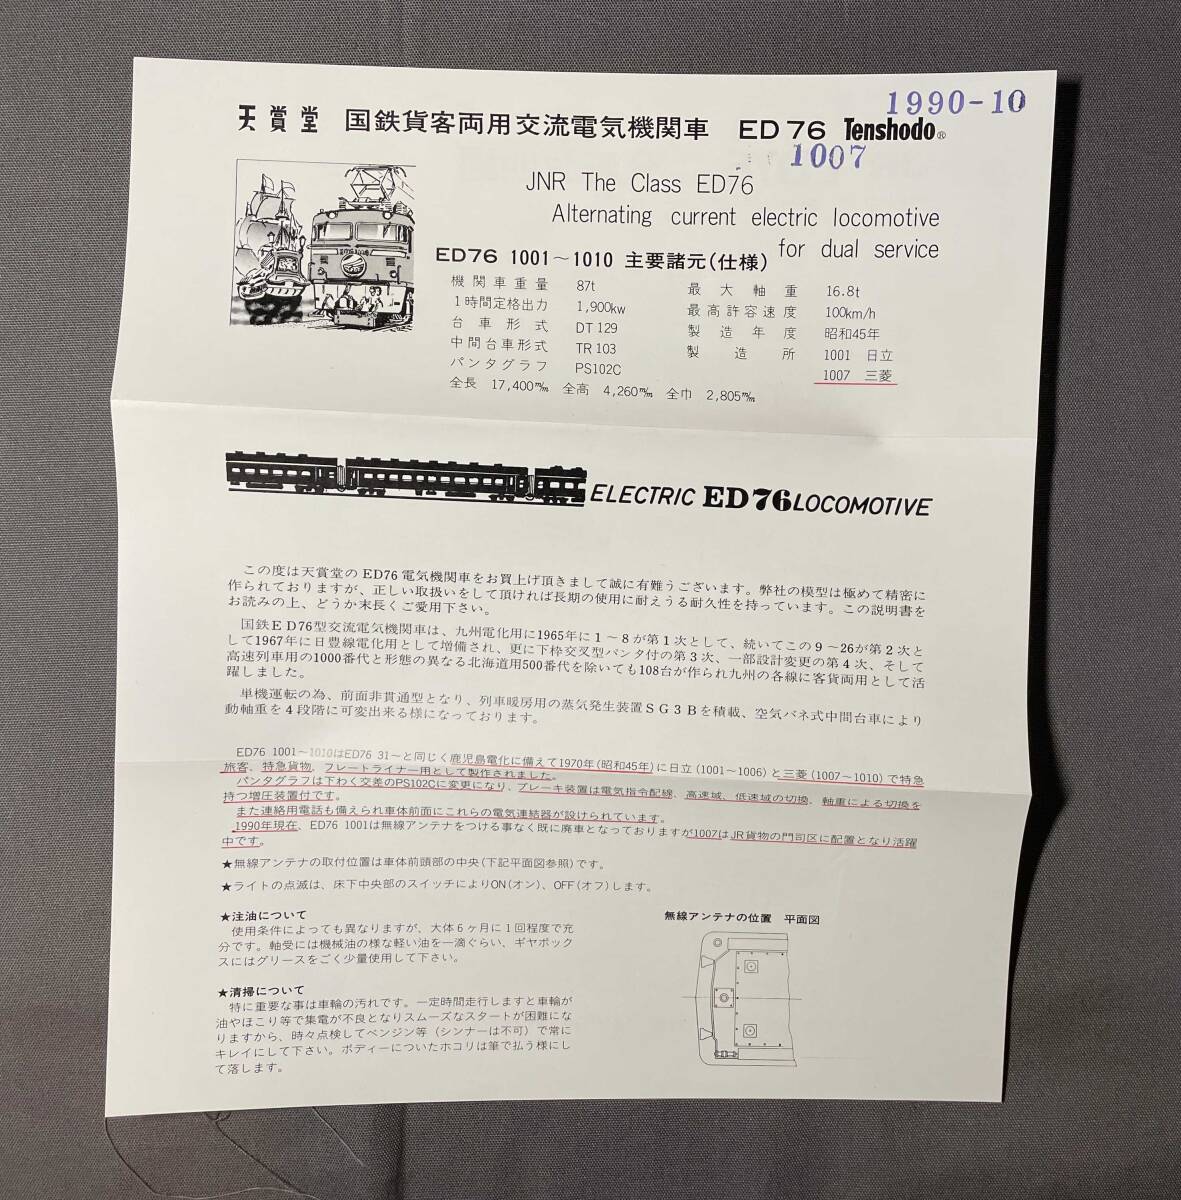 1990-10
天賞堂 国鉄貨客両用交流電気機関車 ED76 Tenshodo®
1007
JNR The Class ED76
Alternating current electric locomotive
for dual service
ED76 1001～1010 主要諸元(仕様)
機関車重量 87t 最大軸重 16.8t
1時間定格出力 1,900kw 最高許容速度 100km/h
台車形式 DT129 製造年度 昭和45年
中間台車形式 TR103 製造所 1001 日立
パンタグラフ PS102C 1007 三菱
全長 17,400m/m 全高 4,260m/m 全巾 2,805m/m
ELECTRIC ED76 LOCOMOTIVE
この度は天賞堂のED76電気機関車をお買上げ頂きまして誠に有難うございます。弊社の模型は極めて精密に
作られておりますが、正しい取扱いをして頂ければ長期の使用に耐えうる耐久性を持っています。この説明書を
お読みの上、どうか末長くご愛用下さい。
国鉄ED76型交流電気機関車は、九州電化用に1965年に1～8が第1次として、続いてこの9～26が第2次と
して1967年に日豊線電化用として増備され、更に下枠交叉型パンタ付の第3次、一部設計変更の第4次、そして
高速列車用の1000番代と形態の異なる北海道用500番代を除いても108台が作られ九州の各線に客貨両用として活
躍しました。
単機運転の為、前面非貫通型となり、列車暖房用の蒸気発生装置SG3Bを積載、空気バネ式中間台車により
動軸重を4段階に可変出来る様になっております。
ED76 1001～1010はED76 31～と同じく鹿児島電化に備えて1970年(昭和45年)に日立(1001～1006)と三菱(1007～1010)で特急
旅客、特急貨物、フレートライナー用として製作されました。
パンタグラフは下わく交差のPS102Cに変更になり、ブレーキ装置は電気指令配線、高速域、低速域の切換、軸重による切換を
持つ増圧装置付です。
また連絡用電話も備えられ車体前面にこれらの電気連結器が設けられています。
1990年現在、ED76 1001は無線アンテナをつける事なく既に廃車となっておりますが1007はJR貨物の門司区に配置となり活躍
中です。
★無線アンテナの取付位置は車体前頭部の中央(下記平面図参照)です。
★ライトの点滅は、床下中央部のスイッチによりON(オン)、OFF(オフ)します。
★注油について
使用条件によっても異なりますが、大体6ヶ月に1回程度で充
分です。軸受には機械油の様な軽い油を一滴ぐらい、ギヤボック
スにはグリースをごく少量使用して下さい。
★清掃について
特に重要な事は車輪の汚れです。一定時間走行しますと車輪が
油やほこり等で集電が不良となりスムーズなスタートが困難にな
りますから、時々点検してベンジン等(シンナーは不可)で常に
キレイにして下さい。ボディーについたホコリは筆で払う様にし
て落します。
無線アンテナの位置 平面図